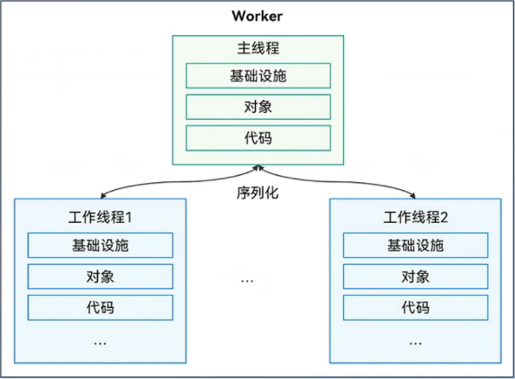 Worker
主线程
基础设施
对象
代码
序列化
工作线程1
基础设施
对象
代码
...
...
工作线程2
基础设施
对象
代码
...